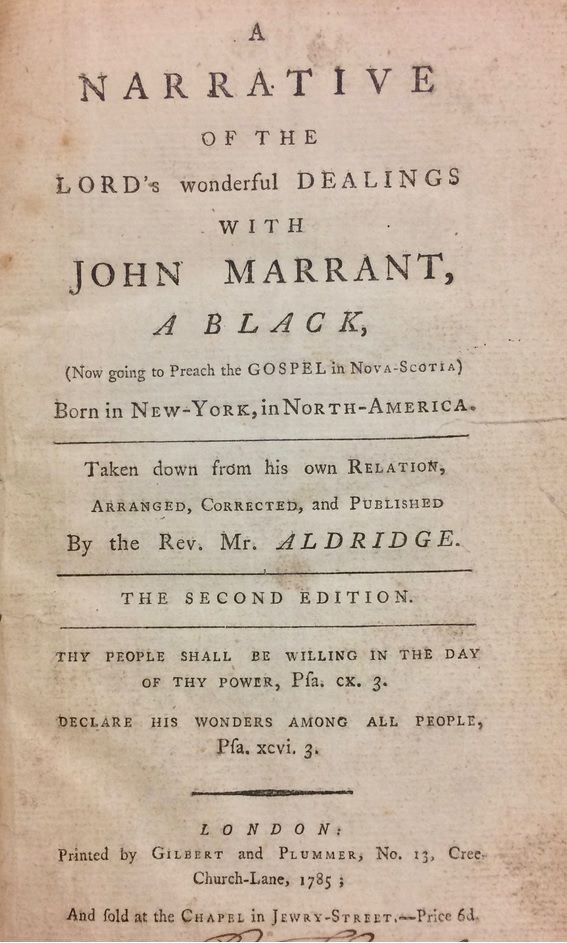 A
NARRATIVE
OF THE
LORD's wonderful DEALINGS
WITH
JOHN MARRANT,
A BLACK,
(Now going to Preach the GOSPEL in NOVA-SCOTIA)
Born in NEW-YORK, in NORTH-AMERICA.
Taken down from his own RELATION,
ARRANGED, CORRECTED, and PUBLISHED
By the Rev. Mr. ALDRIDGE.
THE SECOND EDITION.
THY PEOPLE SHALL BE WILLING IN THE DAY
OF THY POWER, Pſa. cx. 3.
DECLARE HIS WONDERS AMONG ALL PEOPLE,
Pſa. xcvi. 3.
LONDON:
Printed by GILBERT and PLUMMER, No. 13, Cree-
Church-Lane, 1785;
And ſold at the CHAPEL in JEWRY-STREET.—Price 6d.